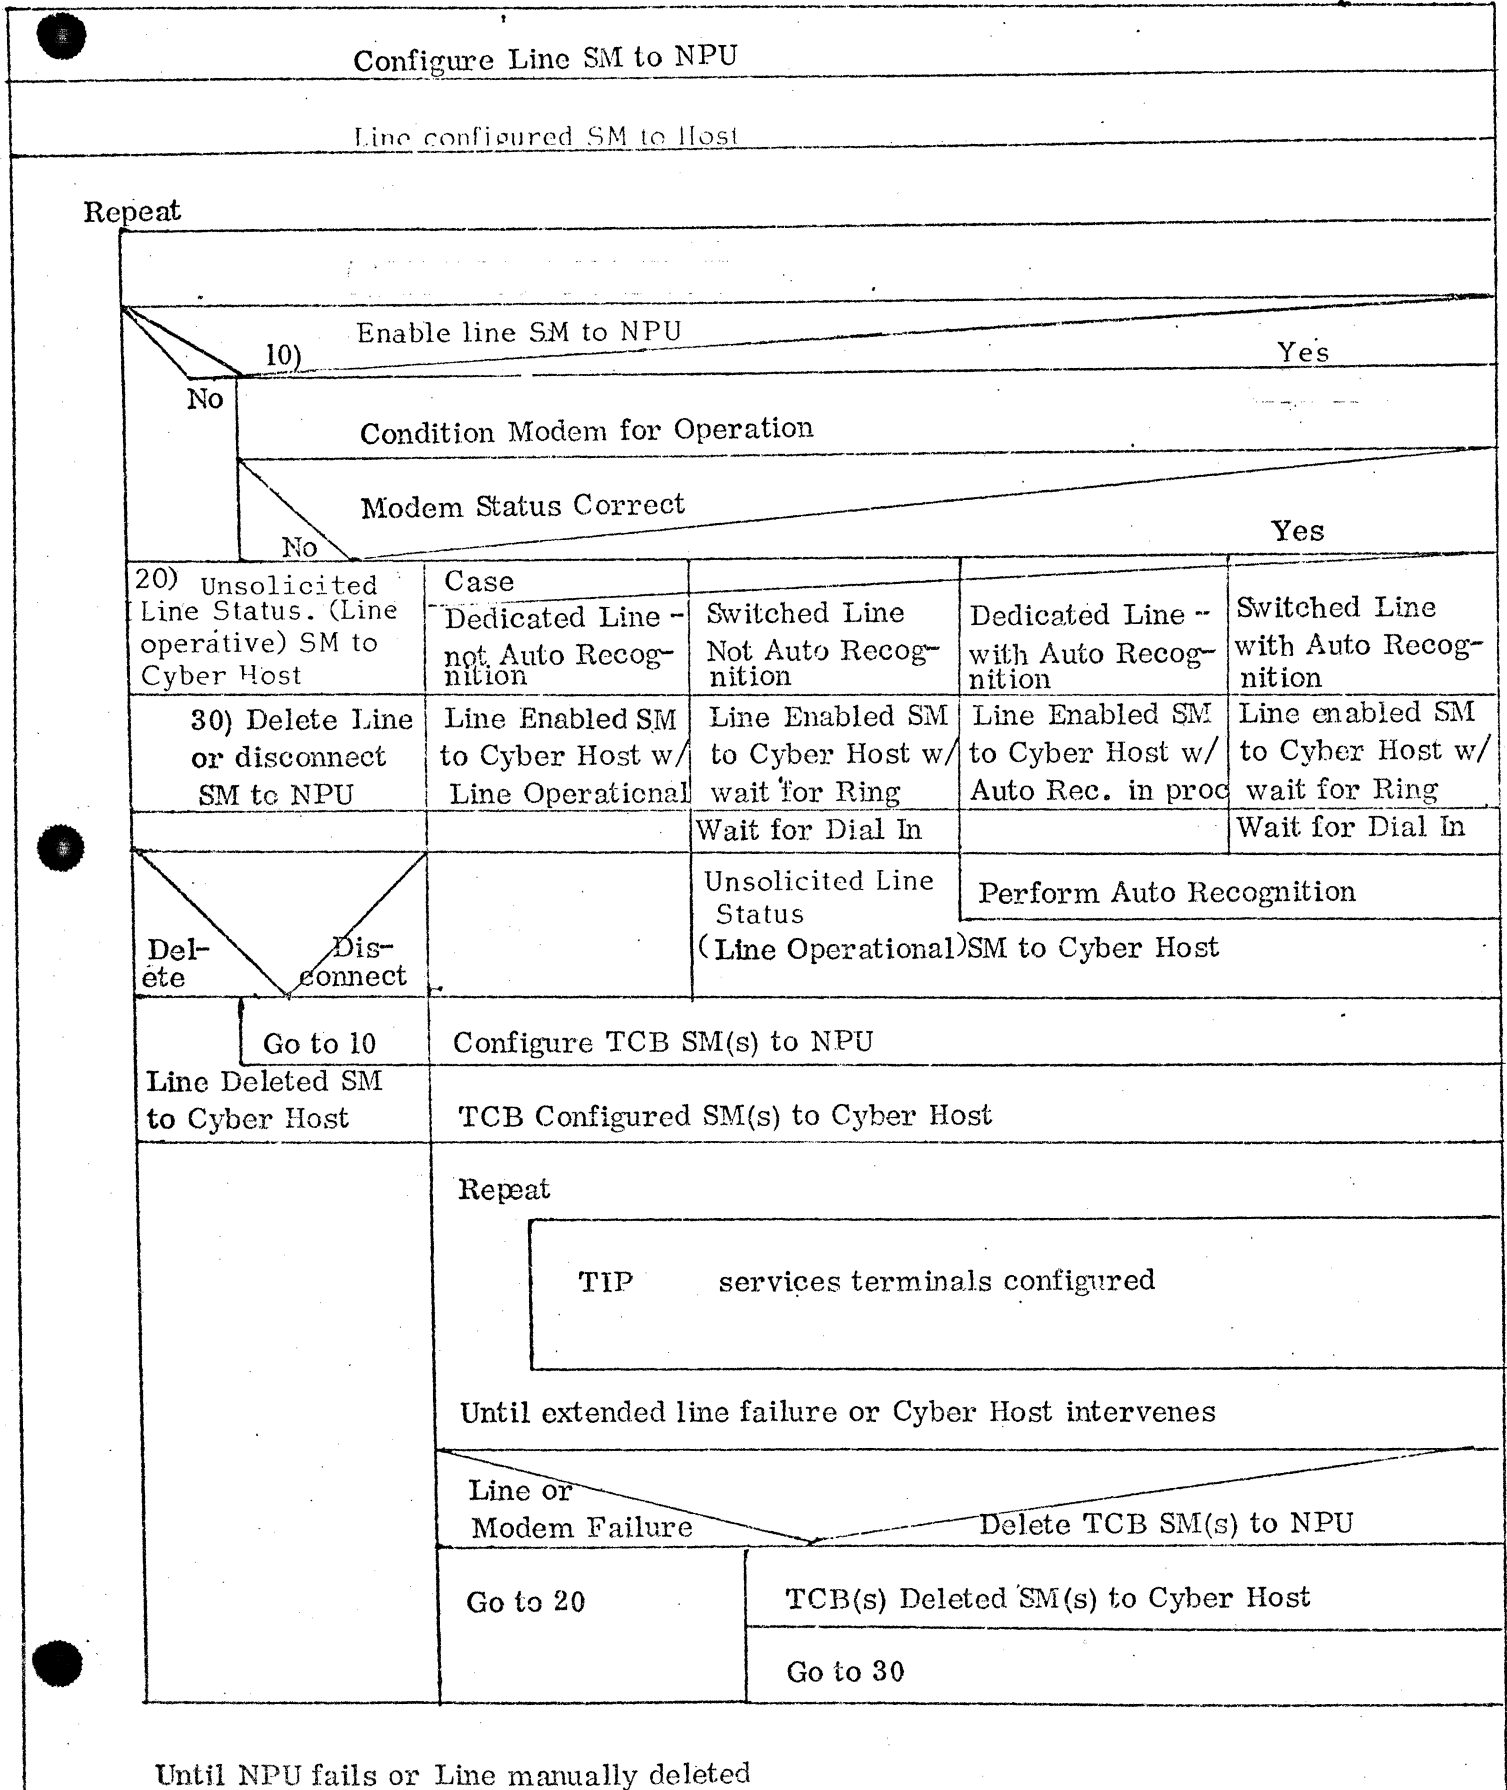 Configure Line SM to NPU
Line configured SM to Host
Repeat
Enable line SM to NPU
10)
Yes
No
Condition Modem for Operation
Modem Status Correct
No
Yes
20) Unsolicited
Line Status. (Line
operative) SM to
Cyber Host
Case
Dedicated Line -
not Auto Recog-
nition
Switched Line
Not Auto Recog-
nition
Dedicated Line --
with Auto Recog-
nition
Switched Line
with Auto Recog-
nition
30) Delete Line
or disconnect
SM to NPU
Line Enabled SM
to Cyber Host w/
Line Operational
Line Enabled SM
to Cyber Host w/
wait for Ring
Line Enabled SM
to Cyber Host w/
Auto Rec. in proc
Line enabled SM
to Cyber Host w/
wait for Ring
Wait for Dial In
Wait for Dial In
Unsolicited Line
Status
(Line Operational)SM to Cyber Host
Perform Auto Recognition
Del-
ete
Dis-
connect
Go to 10
Configure TCB SM(s) to NPU
Line Deleted SM
to Cyber Host
TCB Configured SM(s) to Cyber Host
Repeat
TIP services terminals configured
Until extended line failure or Cyber Host intervenes
Line or
Modem Failure
Delete TCB SM(s) to NPU
Go to 20
TCB(s) Deleted SM(s) to Cyber Host
Go to 30
Until NPU fails or Line manually deleted